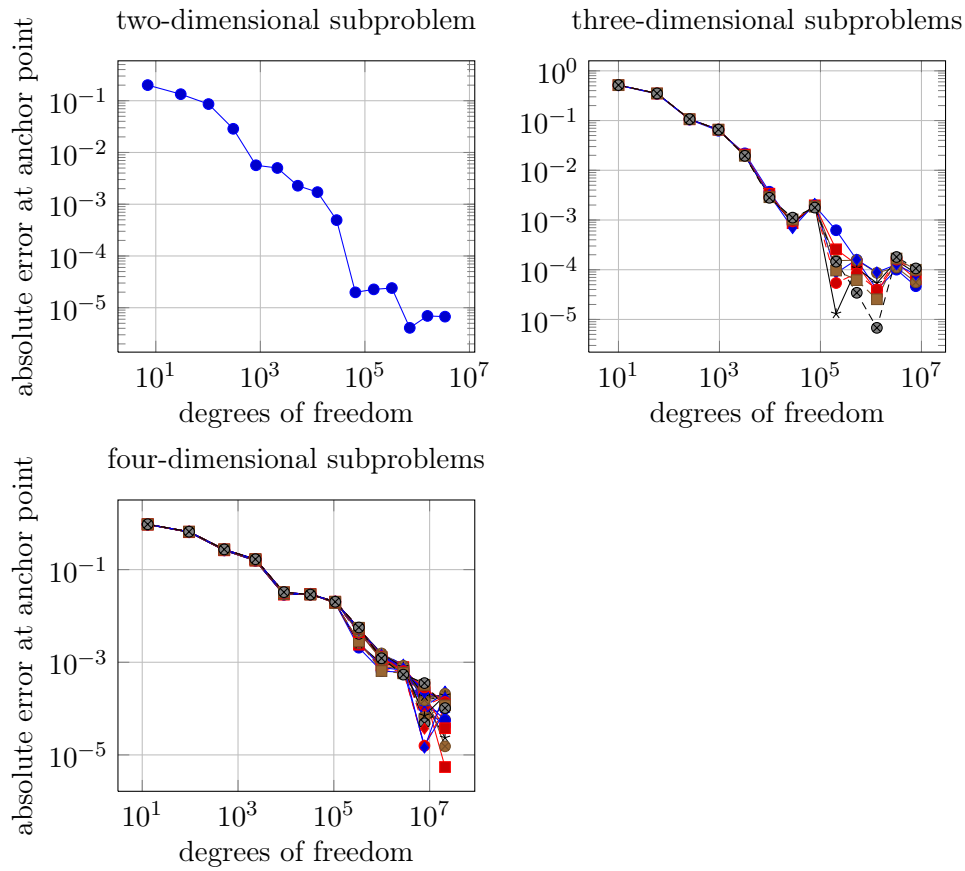 two-dimensional subproblem
absolute error at anchor point
10^{-1}
10^{-2}
10^{-3}
10^{-4}
10^{-5}
10^1 10^3 10^5 10^7
degrees of freedom
three-dimensional subproblems
10^0
10^{-1}
10^{-2}
10^{-3}
10^{-4}
10^{-5}
10^1 10^3 10^5 10^7
degrees of freedom
four-dimensional subproblems
absolute error at anchor point
10^{-1}
10^{-3}
10^{-5}
10^1 10^3 10^5 10^7
degrees of freedom